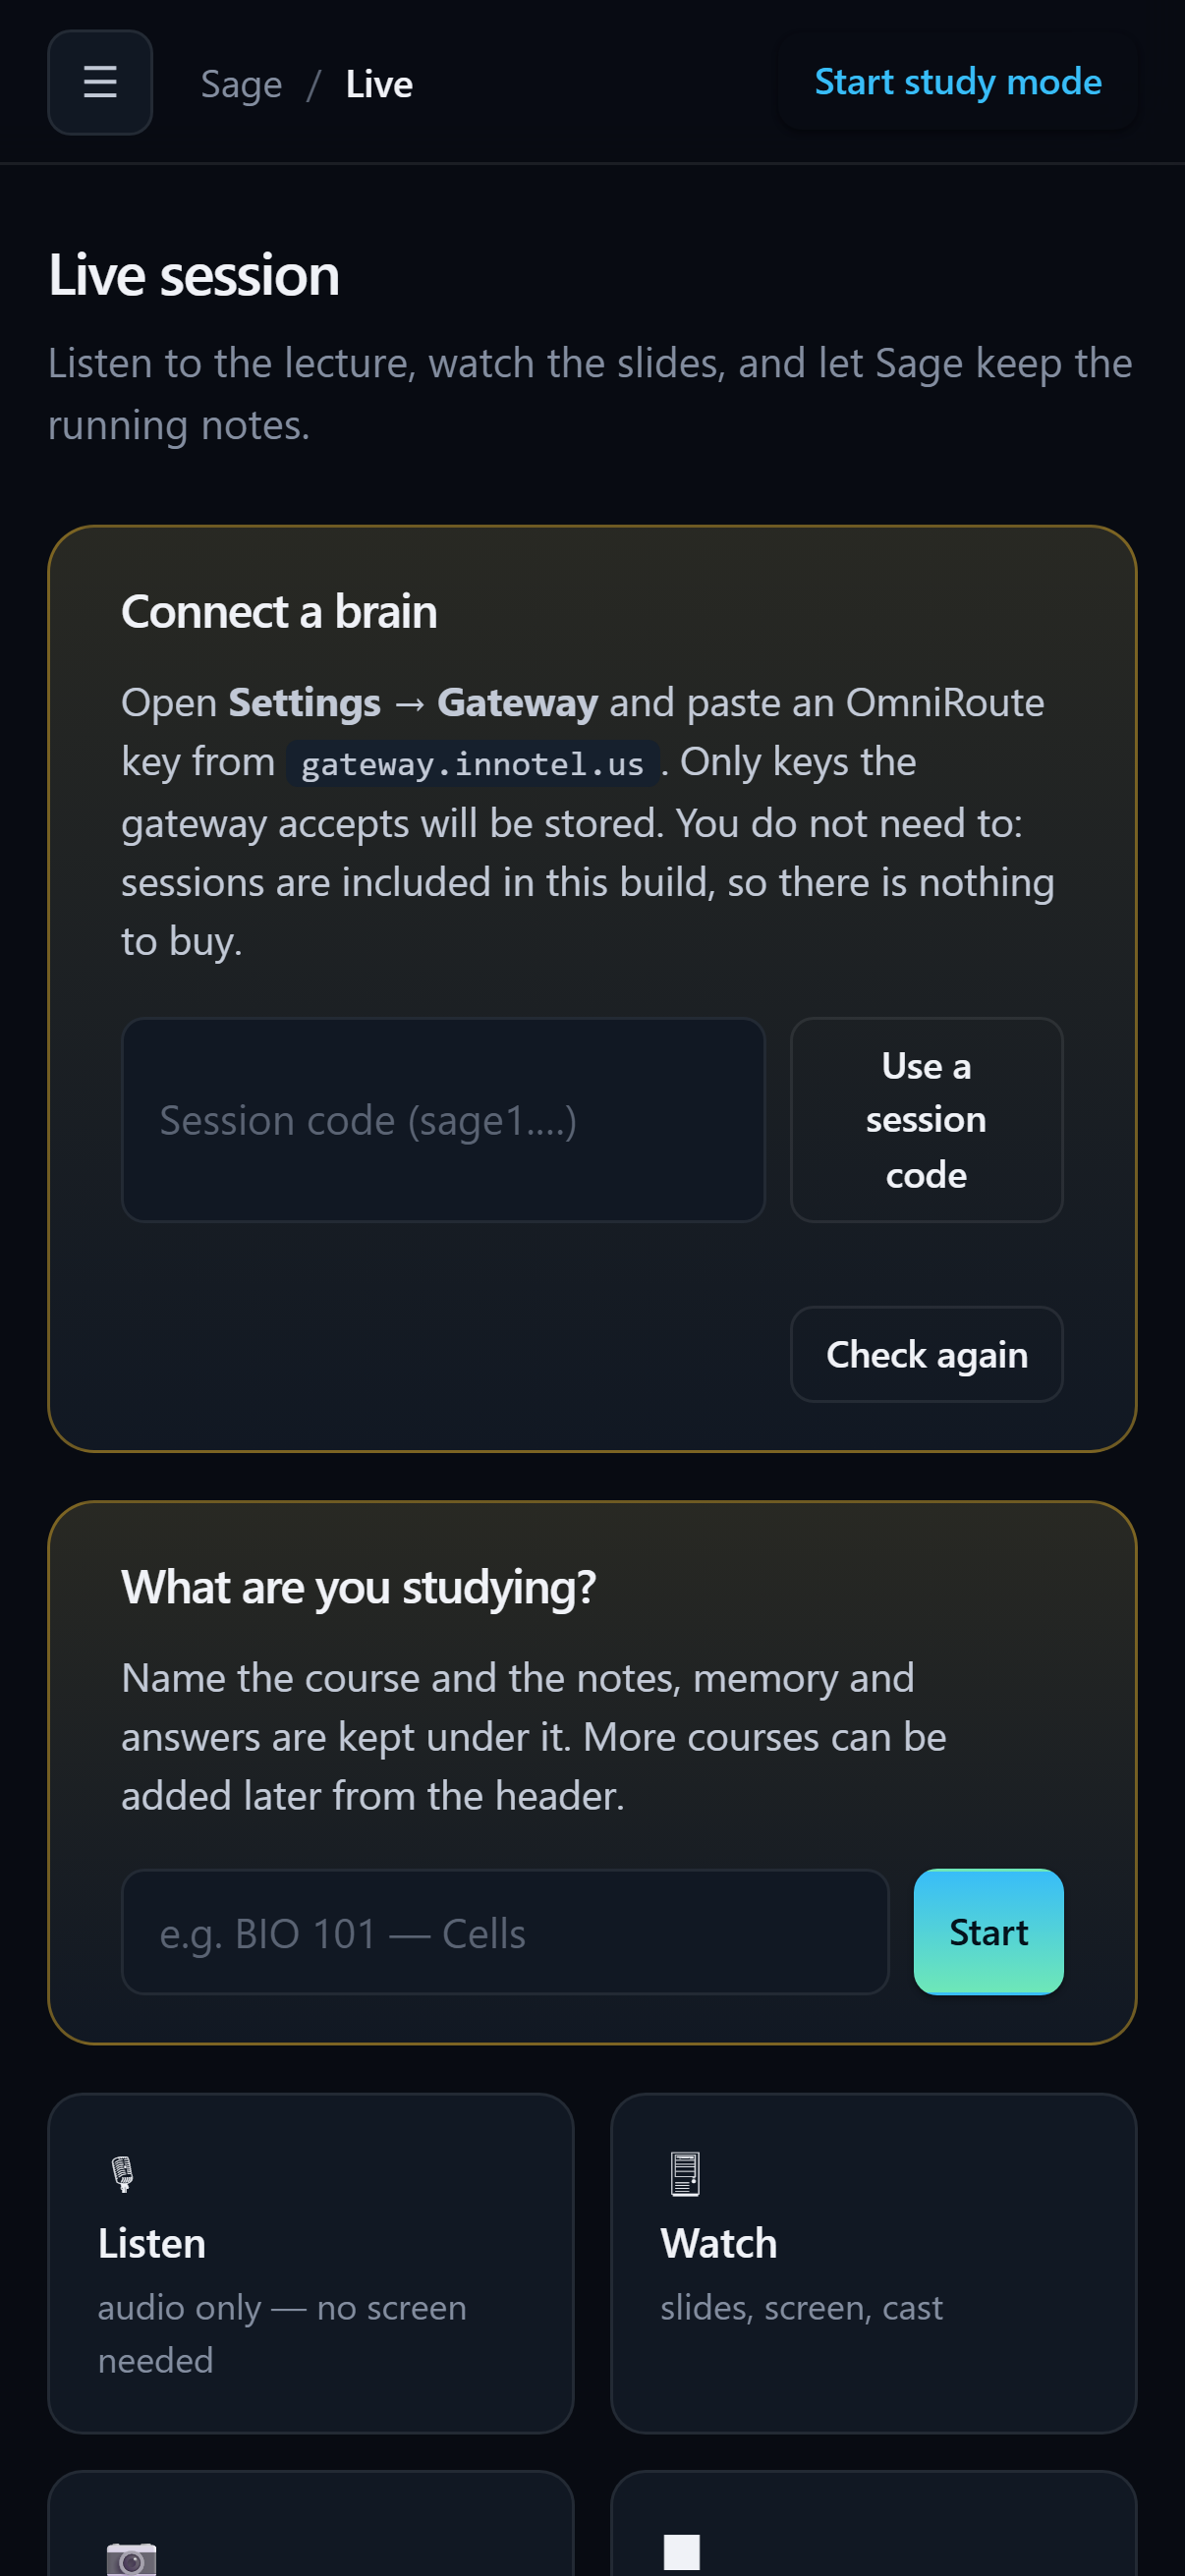 Sage / Live
Start study mode
Live session
Listen to the lecture, watch the slides, and let Sage keep the
running notes.
Connect a brain
Open Settings → Gateway and paste an OmniRoute
key from gateway.innotel.us. Only keys the
gateway accepts will be stored. You do not need to:
sessions are included in this build, so there is nothing
to buy.
Session code (sage1....)
Use a
session
code
Check again
What are you studying?
Name the course and the notes, memory and
answers are kept under it. More courses can be
added later from the header.
e.g. BIO 101 — Cells
Start
Listen
audio only — no screen
needed
Watch
slides, screen, cast